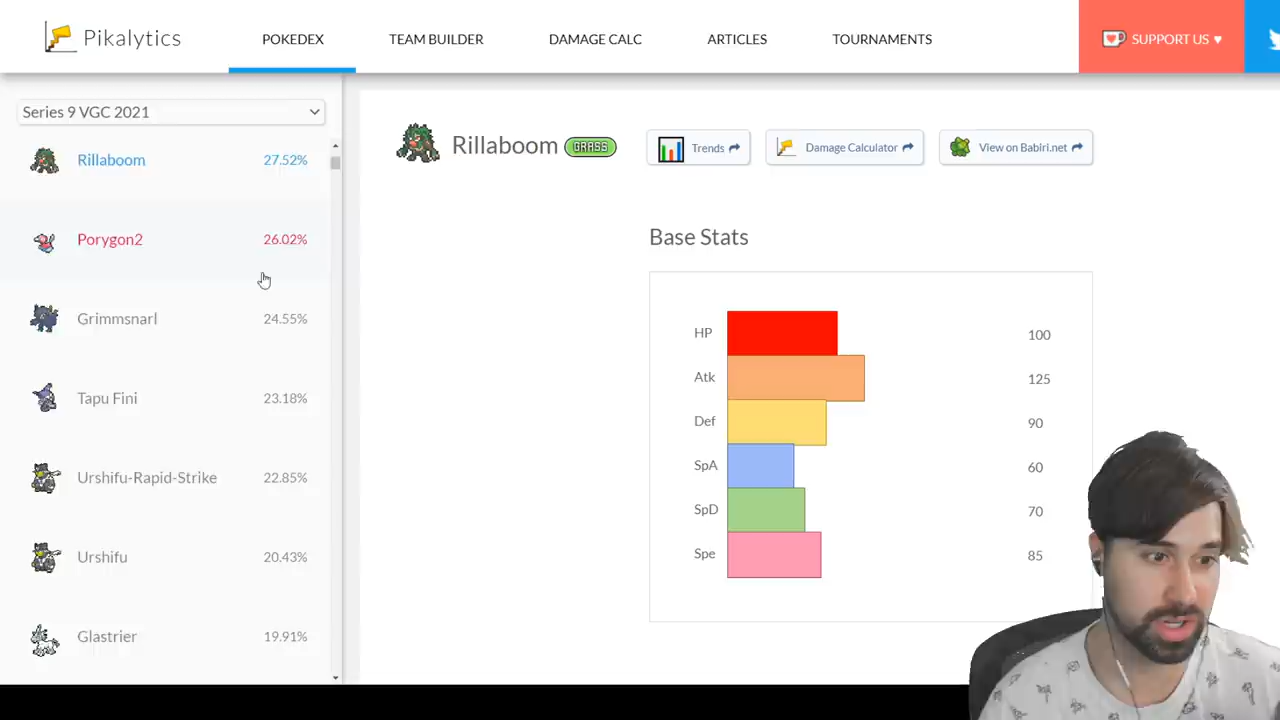 Pikalytics
POKEDEX
TEAM BUILDER
DAMAGE CALC
ARTICLES
TOURNAMENTS
SUPPORT US ♥
Series 9 VGC 2021
Rillaboom 27.52%
Porygon2 26.02%
Grimmsnarl 24.55%
Tapu Fini 23.18%
Urshifu-Rapid-Strike 22.85%
Urshifu 20.43%
Glastrier 19.91%
Rillaboom GRASS
Trends
Damage Calculator
View on Babiri.net
Base Stats
HP 100
Atk 125
Def 90
SpA 60
SpD 70
Spe 85